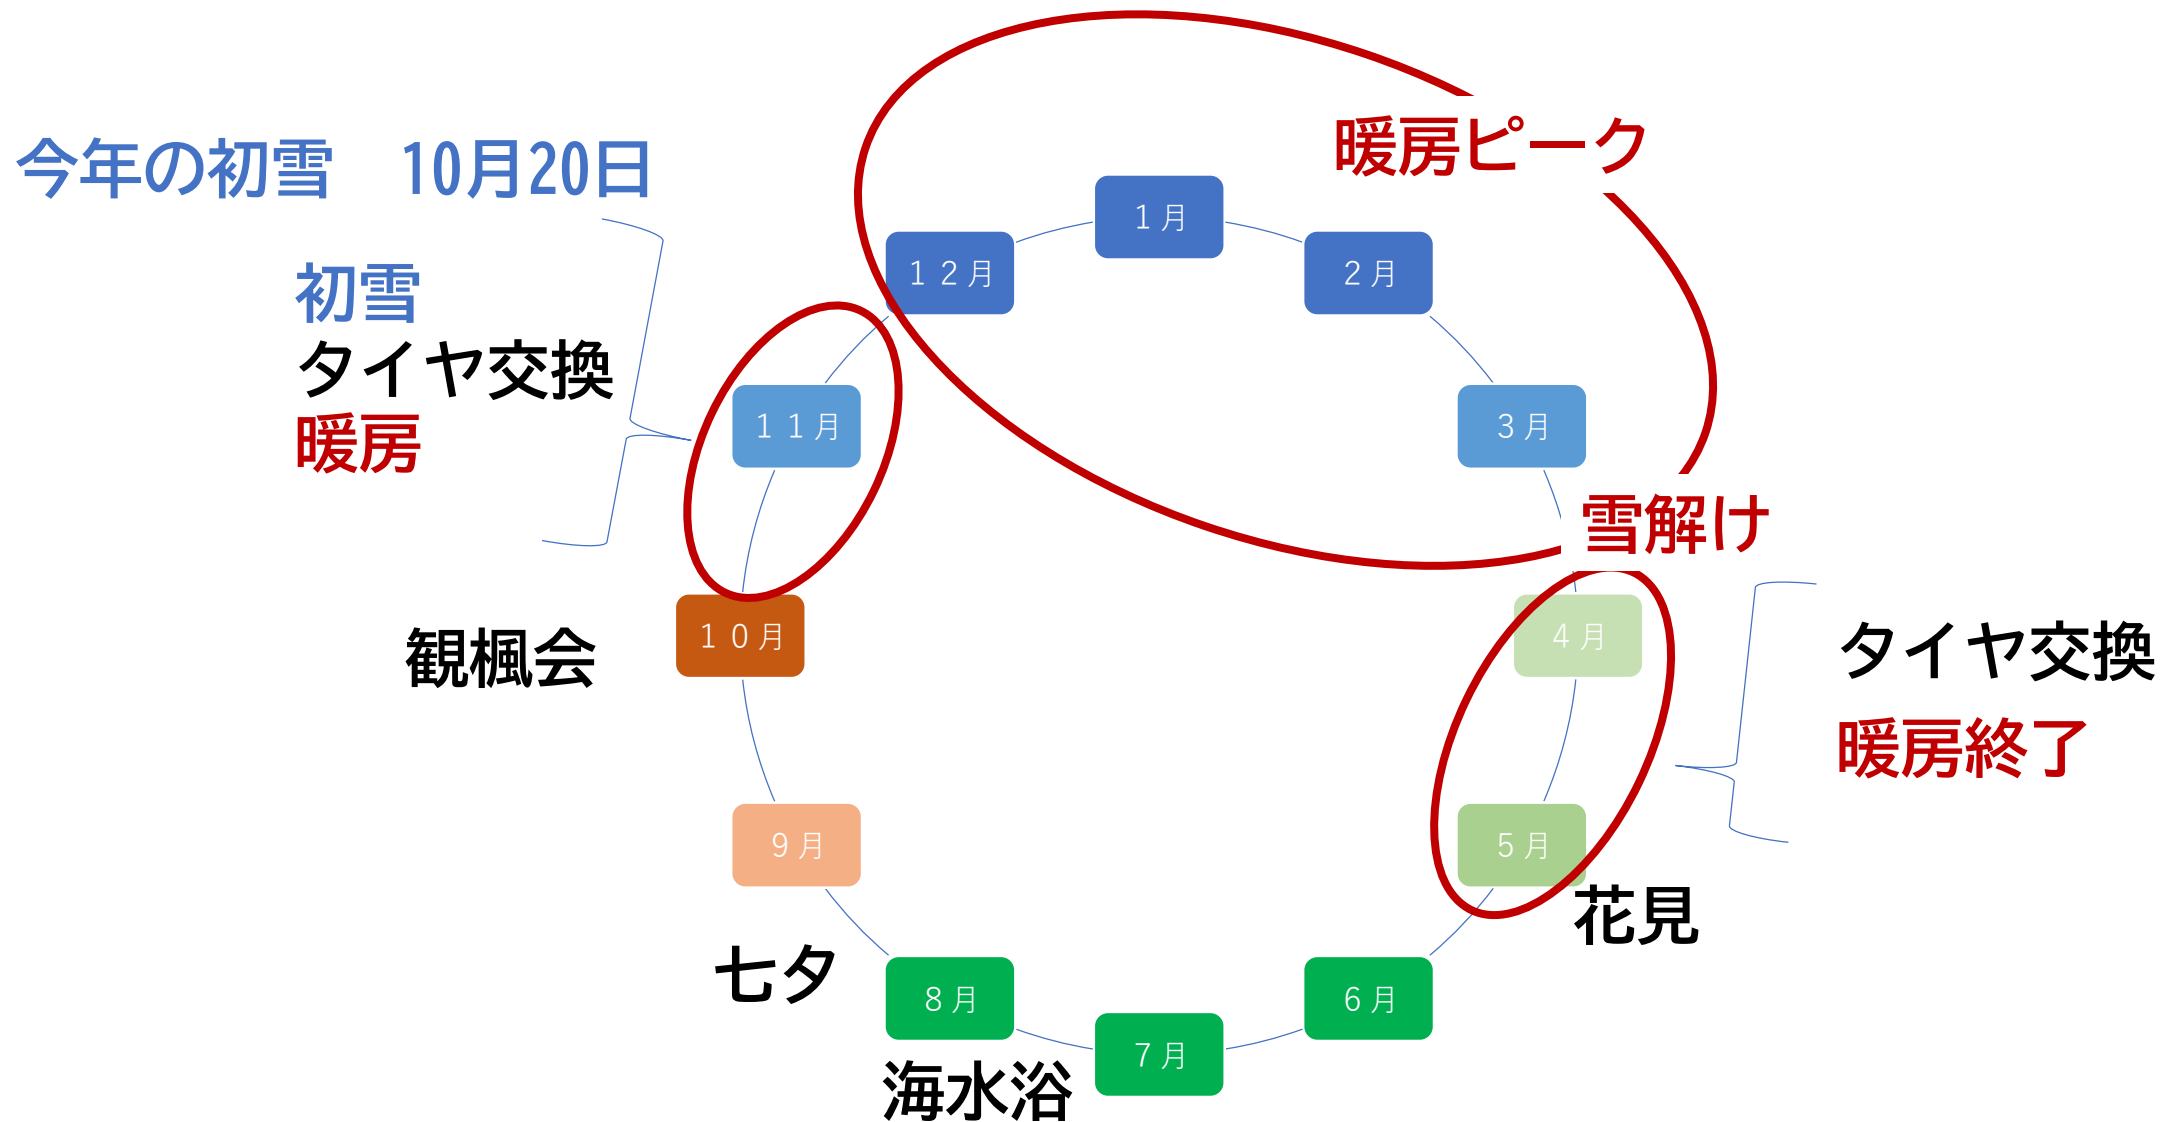 暖房ピーク
今年の初雪　10月20日
１月
１２月
２月
初雪
タイヤ交換
暖房
１１月
３月
雪解け
観楓会
１０月
４月
タイヤ交換
暖房終了
９月
５月
花見
七夕
８月
６月
７月
海水浴